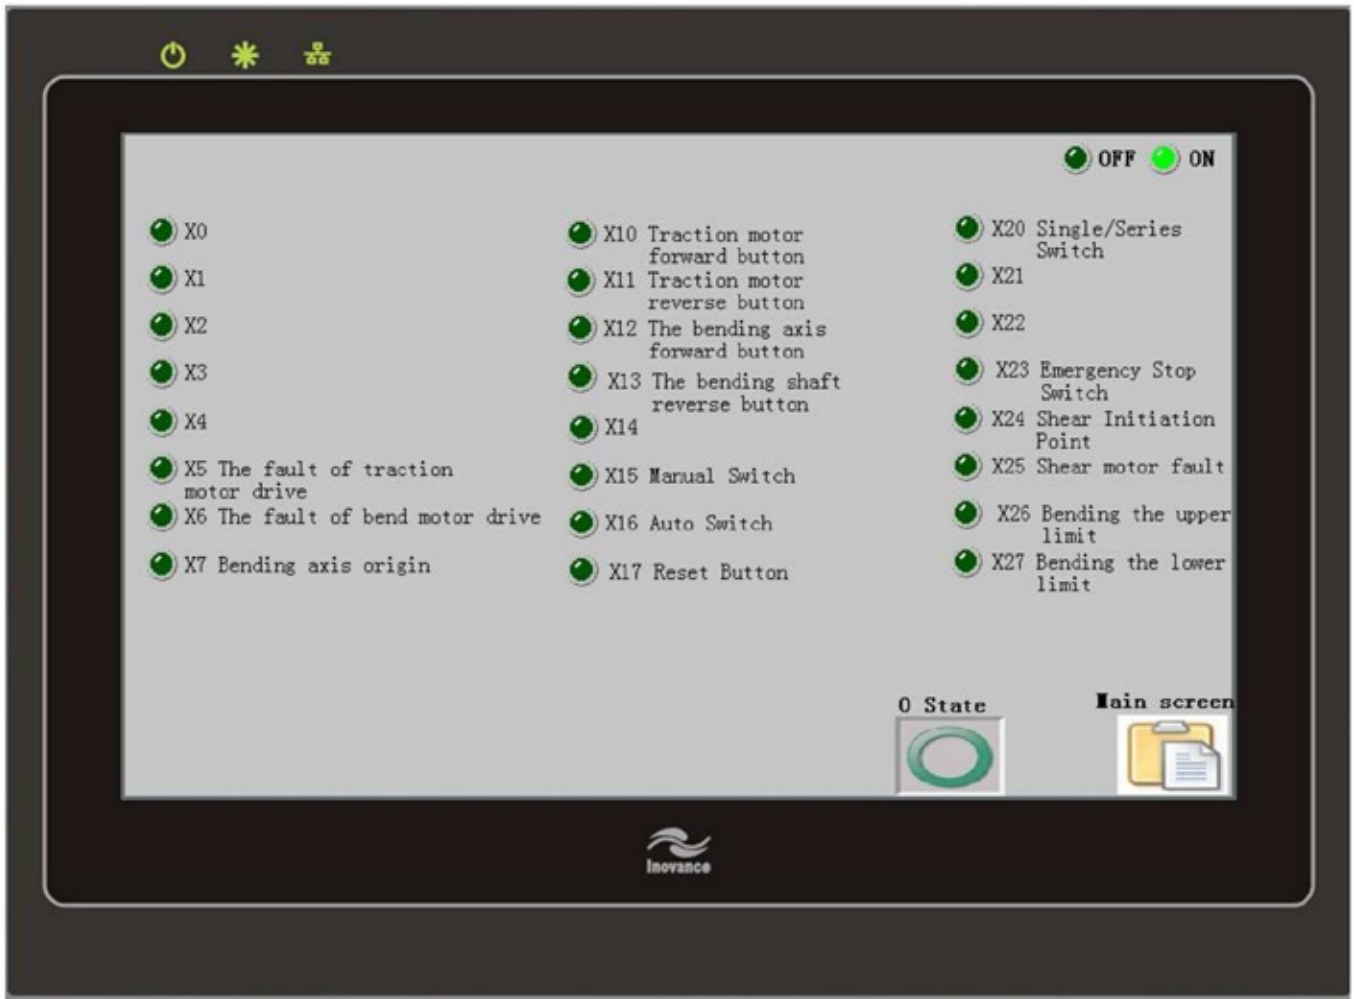 OFF ON
X0
X1
X2
X3
X4
X5 The fault of traction
motor drive
X6 The fault of bend motor drive
X7 Bending axis origin
X10 Traction motor
forward button
X11 Traction motor
reverse button
X12 The bending axis
forward button
X13 The bending shaft
reverse button
X14
X15 Manual Switch
X16 Auto Switch
X17 Reset Button
X20 Single/Series
Switch
X21
X22
X23 Emergency Stop
Switch
X24 Shear Initiation
Point
X25 Shear motor fault
X26 Bending the upper
limit
X27 Bending the lower
limit
O State
Main screen
Inovance